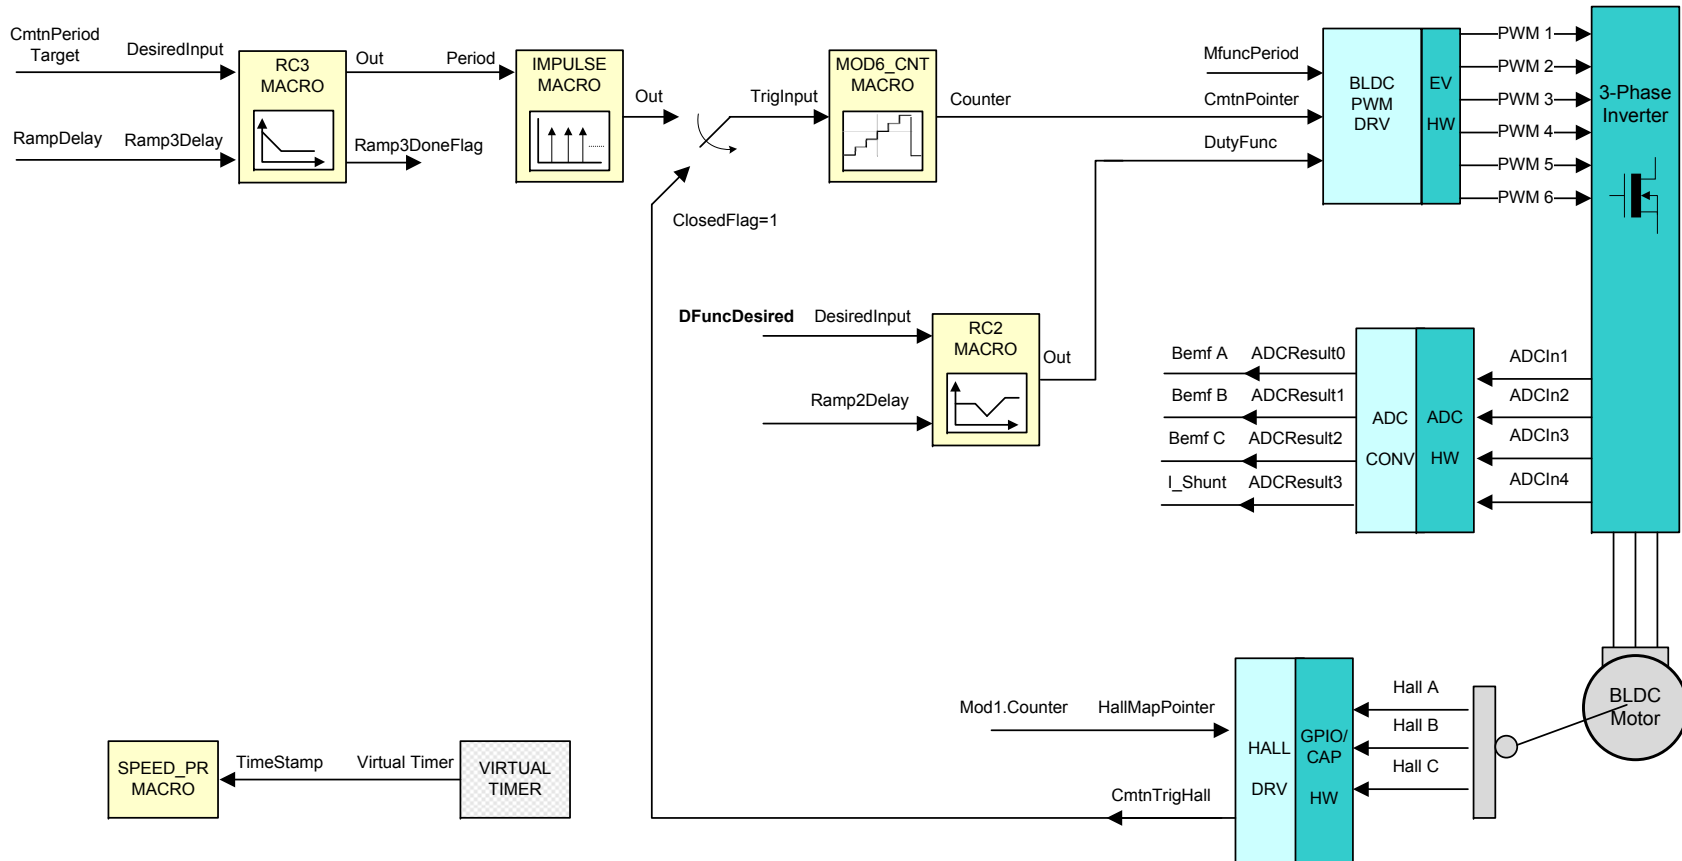 CmtnPeriod
Target
DesiredInput
RC3
MACRO
Out
Period
IMPULSE
MACRO
Out
RampDelay
Ramp3Delay
Ramp3DoneFlag
TrigInput
MOD6_CNT
MACRO
Counter
ClosedFlag=1
MfuncPeriod
CmtnPointer
DutyFunc
BLDC
PWM
DRV
EV
HW
PWM 1
PWM 2
PWM 3
PWM 4
PWM 5
PWM 6
3-Phase
Inverter
DFuncDesired
DesiredInput
Ramp2Delay
RC2
MACRO
Out
Bemf A
ADCResult0
Bemf B
ADCResult1
Bemf C
ADCResult2
I_Shunt
ADCResult3
ADC
CONV
ADC
HW
ADCIn1
ADCIn2
ADCIn3
ADCIn4
BLDC
Motor
Mod1.Counter
HallMapPointer
CmtnTrigHall
HALL
DRV
GPIO/
CAP
HW
Hall A
Hall B
Hall C
SPEED_PR
MACRO
TimeStamp
Virtual Timer
VIRTUAL
TIMER